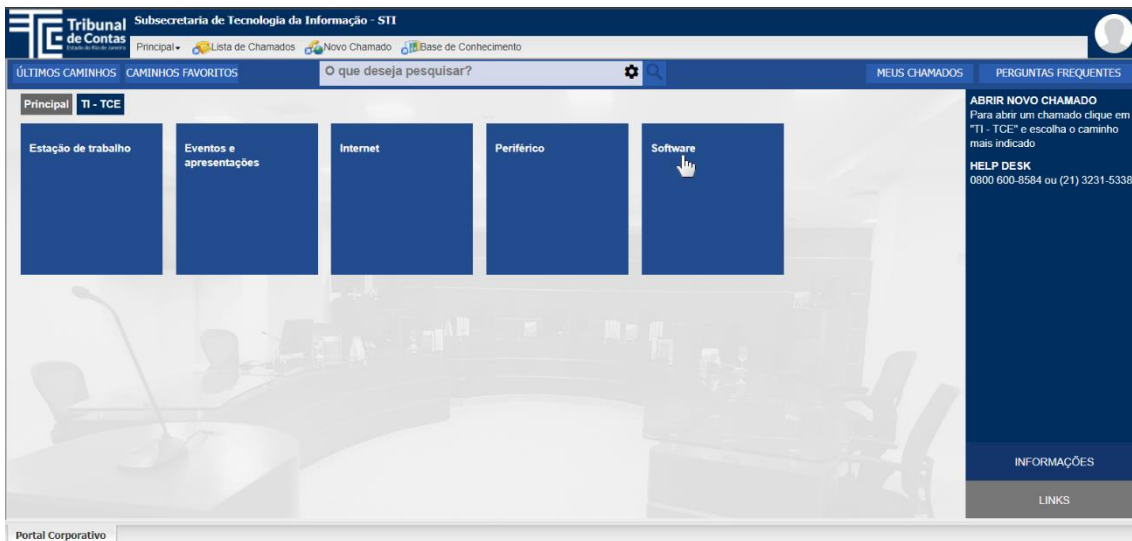 Tribunal
de Contas
Estado do Rio de Janeiro
Subsecretaria de Tecnologia da Informação - STI
Principal Lista de Chamados Novo Chamado Base de Conhecimento
ÚLTIMOS CAMINHOS CAMINHOS FAVORITOS O que deseja pesquisar? MEUS CHAMADOS PERGUNTAS FREQUENTES
Principal TI - TCE
Estação de trabalho
Eventos e
apresentações
Internet
Periférico
Software
ABRIR NOVO CHAMADO
Para abrir um chamado clique em
"TI - TCE" e escolha o caminho
mais indicado
HELP DESK
0800 600-8584 ou (21) 3231-5338
INFORMAÇÕES
LINKS
Portal Corporativo